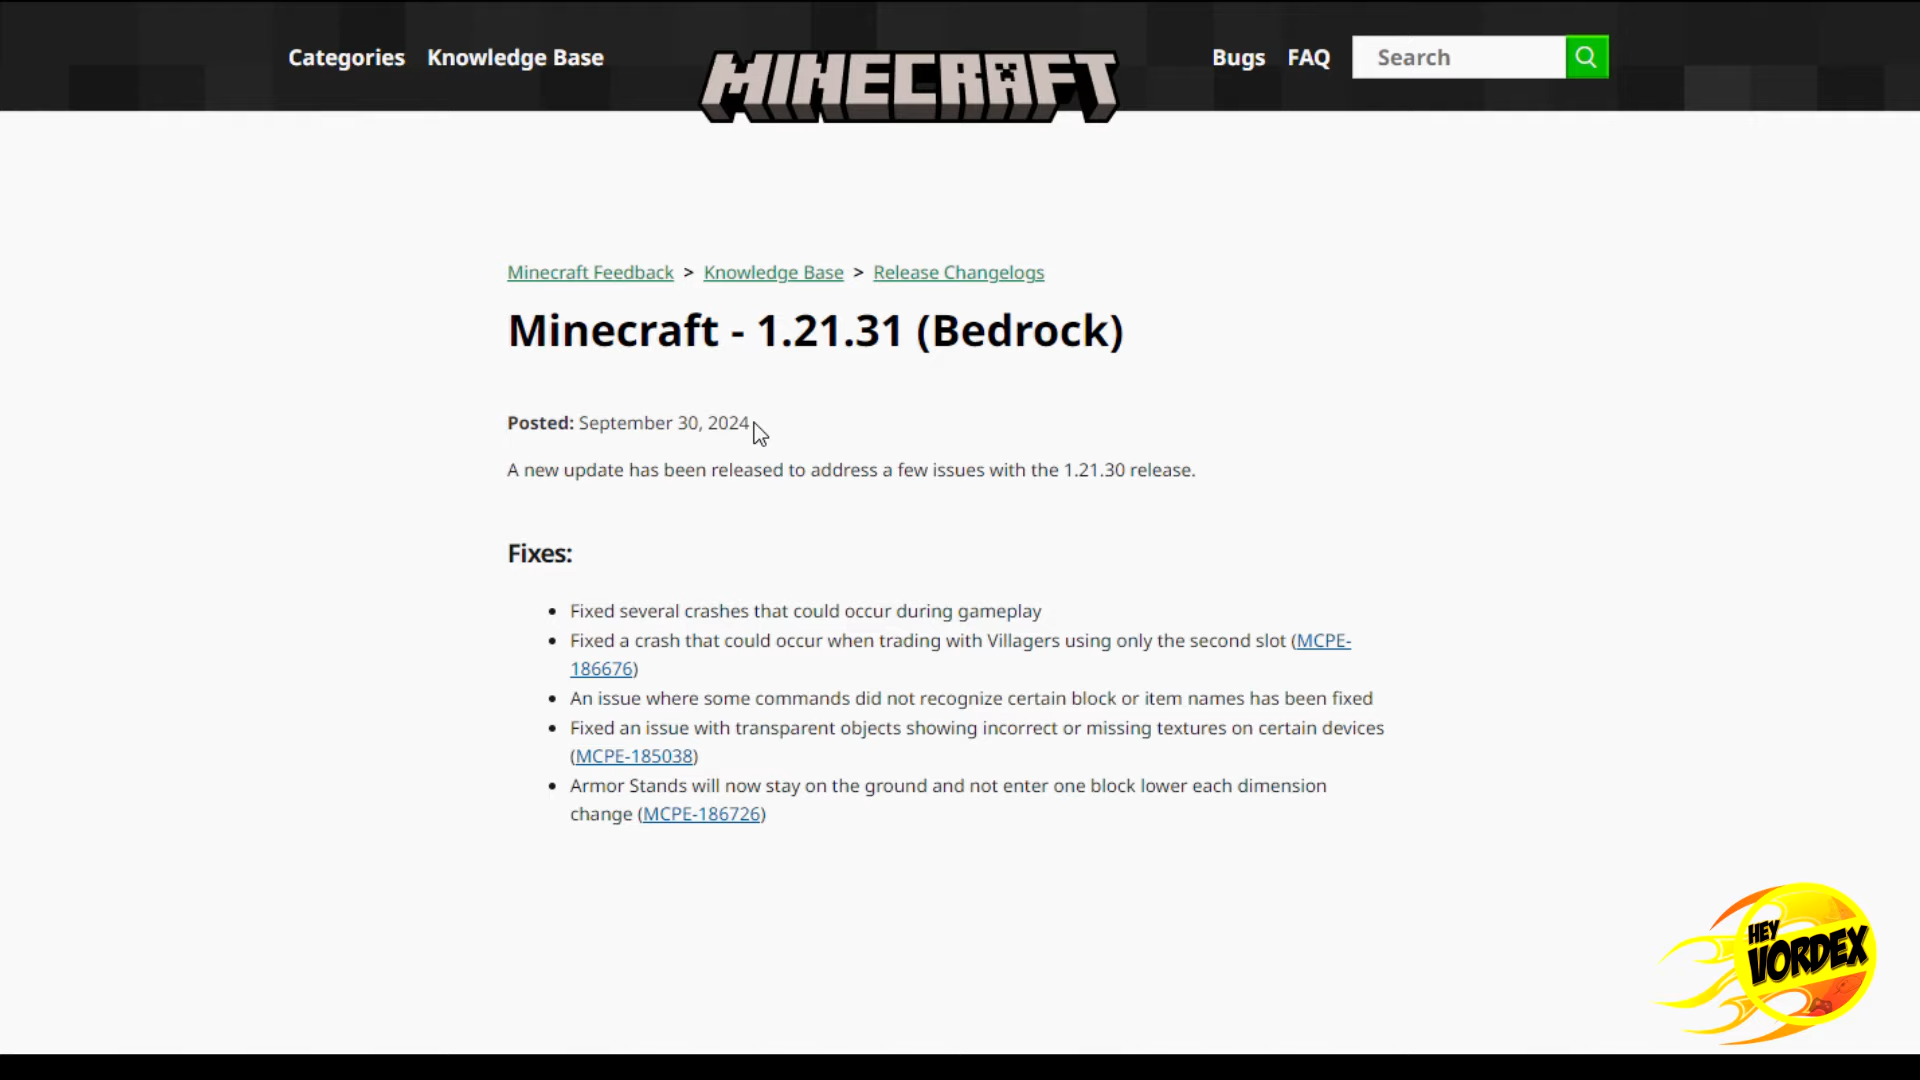 Categories Knowledge Base MINECRAFT Bugs FAQ Search
Minecraft Feedback > Knowledge Base > Release Changelogs
Minecraft - 1.21.31 (Bedrock)
Posted: September 30, 2024
A new update has been released to address a few issues with the 1.21.30 release.
Fixes:
• Fixed several crashes that could occur during gameplay
• Fixed a crash that could occur when trading with Villagers using only the second slot (MCPE-
186676)
• An issue where some commands did not recognize certain block or item names has been fixed
• Fixed an issue with transparent objects showing incorrect or missing textures on certain devices
(MCPE-185038)
• Armor Stands will now stay on the ground and not enter one block lower each dimension
change (MCPE-186726)
HEY
VORDEX